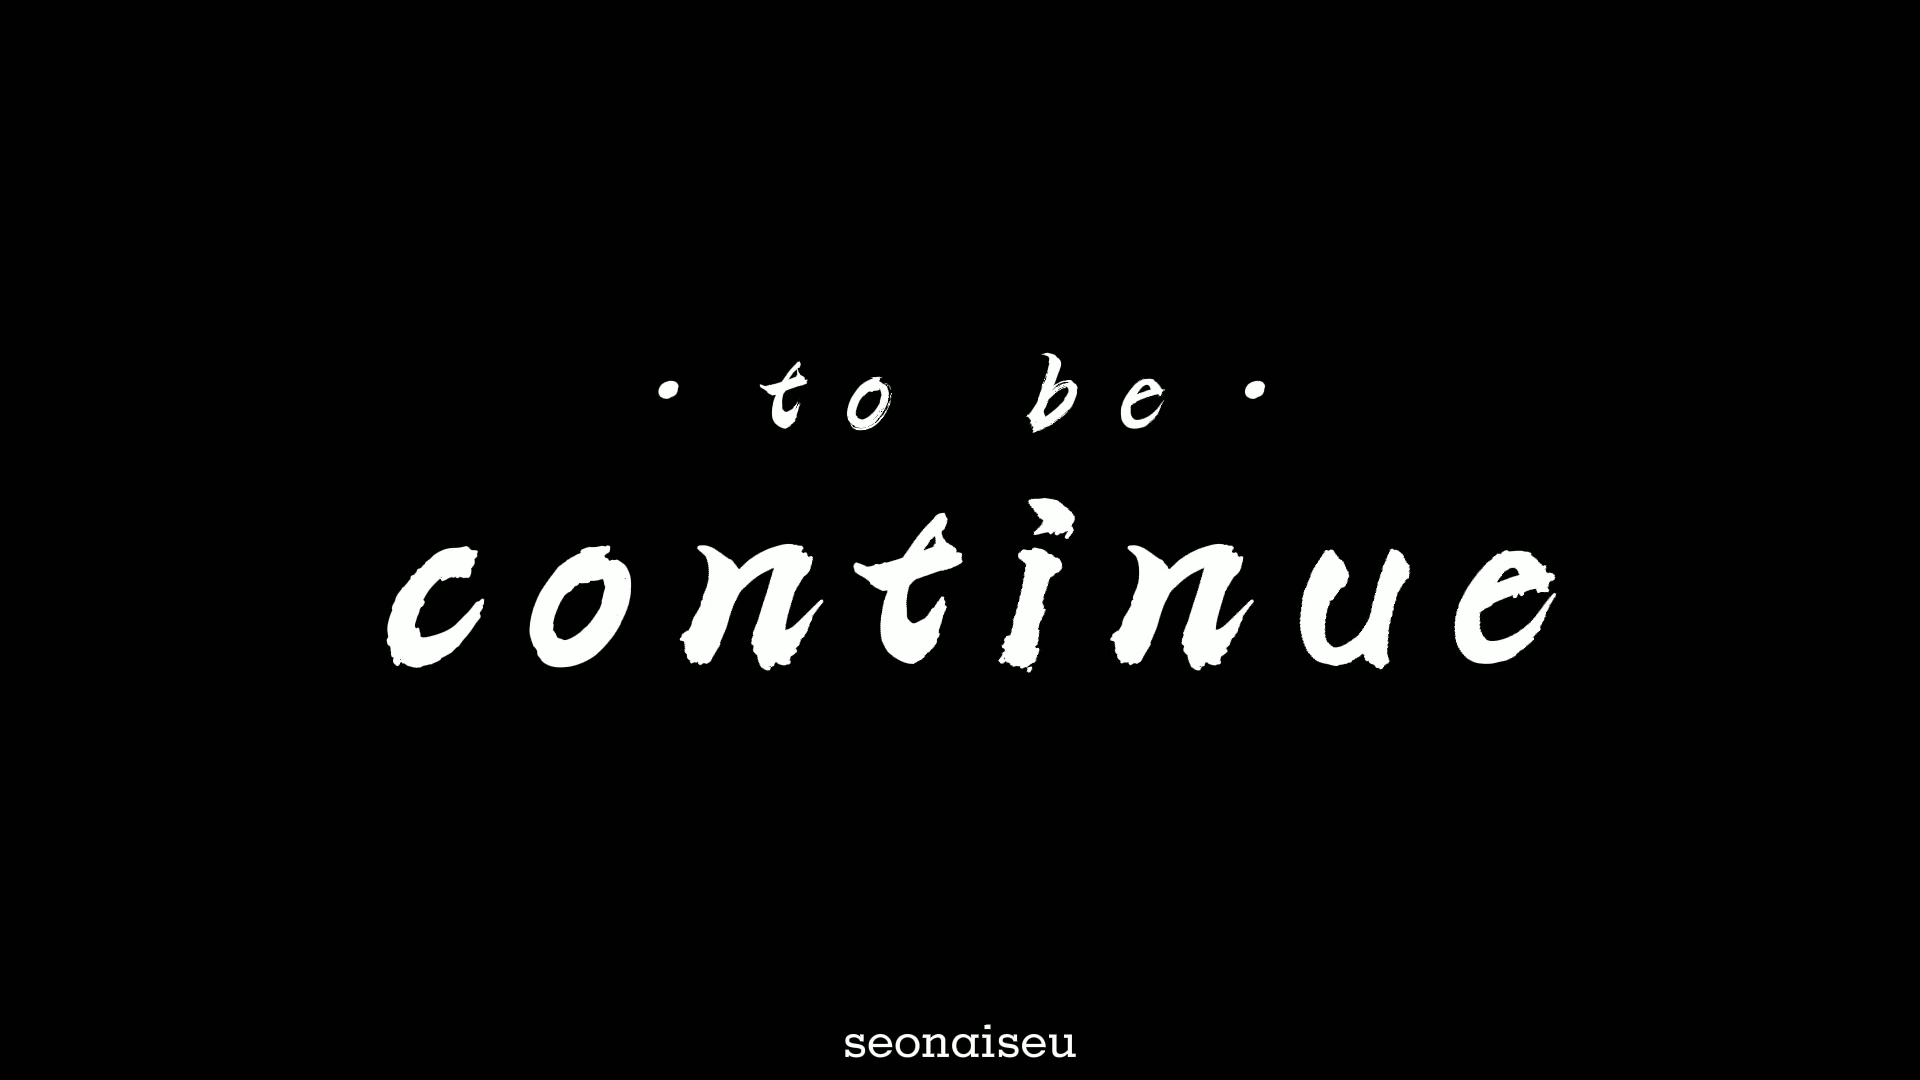 • to be •
continue
seonaiseu